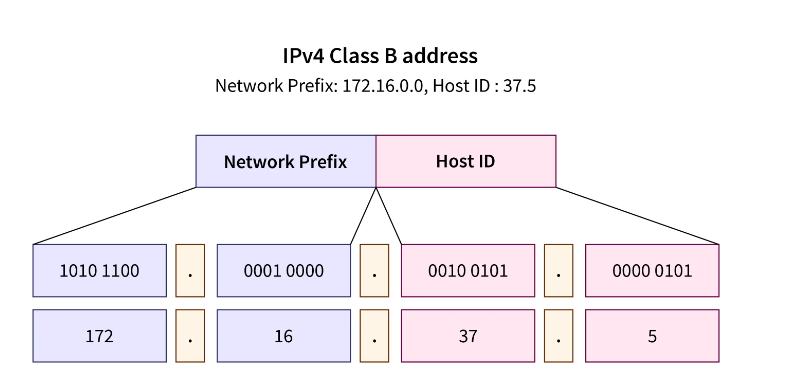 IPv4 Class B address
Network Prefix: 172.16.0.0, Host ID : 37.5
Network Prefix Host ID
1010 1100 . 0001 0000 . 0010 0101 . 0000 0101
172 . 16 . 37 . 5